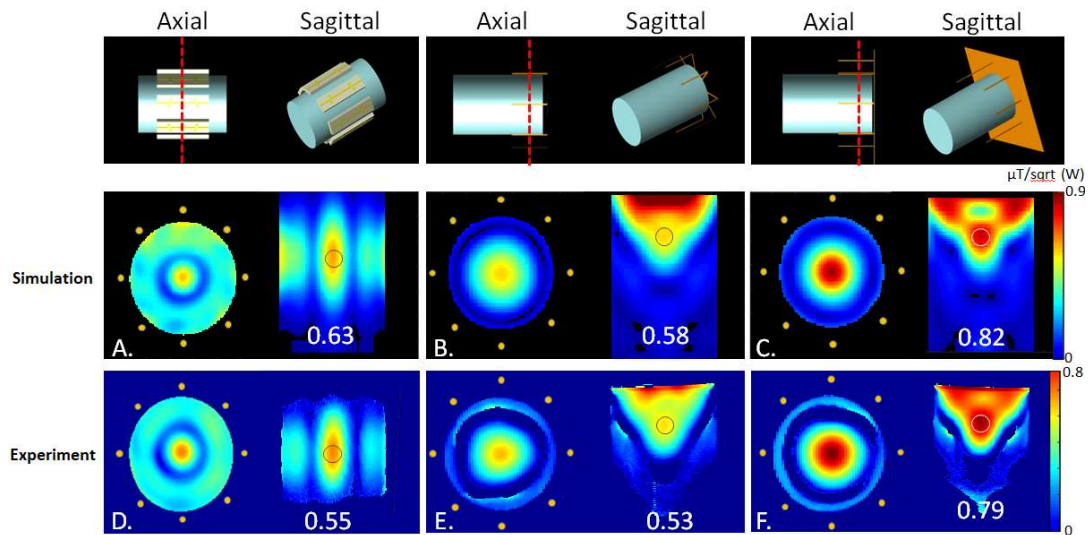 Axial Sagittal Axial Sagittal Axial Sagittal
µT/sqrt (W)
0.9
Simulation
A. 0.63 B. 0.58 C. 0.82
0
0.8
Experiment
D. 0.55 E. 0.53 F. 0.79
0